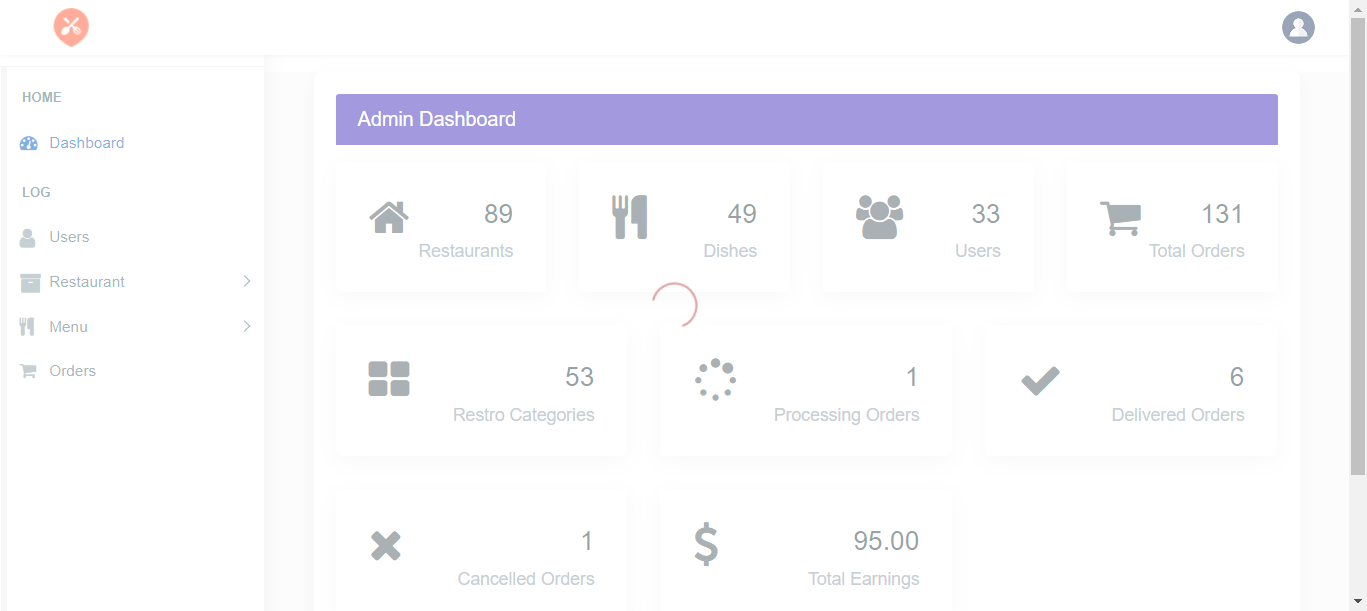 HOME
Dashboard
LOG
Users
Restaurant
Menu
Orders
Admin Dashboard
89
Restaurants
49
Dishes
33
Users
131
Total Orders
53
Restro Categories
1
Processing Orders
6
Delivered Orders
1
Cancelled Orders
95.00
Total Earnings